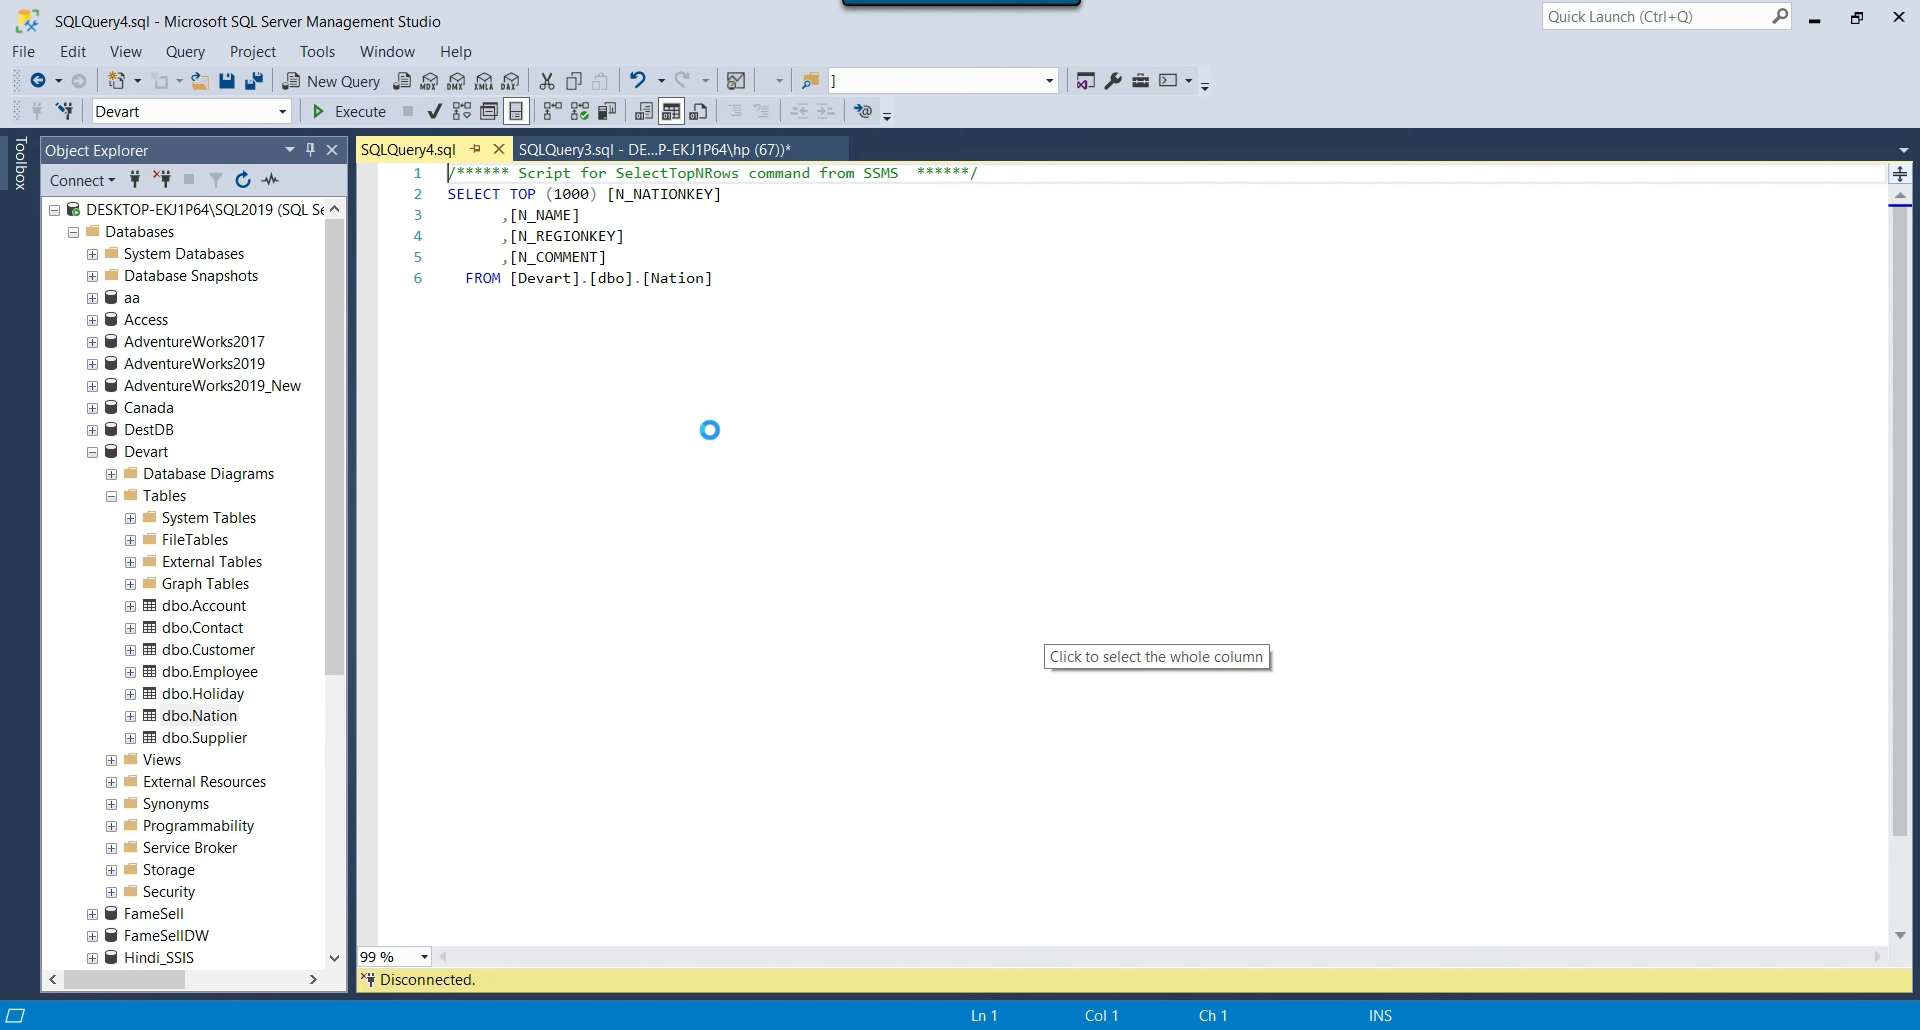 SQLQuery4.sql - Microsoft SQL Server Management Studio
Quick Launch (Ctrl+Q)
File Edit View Query Project Tools Window Help
New Query MDX DMX XMLA DAX ]
Devart Execute
Toolbox
Object Explorer
Connect
DESKTOP-EKJ1P64\SQL2019 (SQL Se
Databases
System Databases
Database Snapshots
aa
Access
AdventureWorks2017
AdventureWorks2019
AdventureWorks2019_New
Canada
DestDB
Devart
Database Diagrams
Tables
System Tables
FileTables
External Tables
Graph Tables
dbo.Account
dbo.Contact
dbo.Customer
dbo.Employee
dbo.Holiday
dbo.Nation
dbo.Supplier
Views
External Resources
Synonyms
Programmability
Service Broker
Storage
Security
FameSell
FameSellDW
Hindi_SSIS
SQLQuery4.sql SQLQuery3.sql - DE...P-EKJ1P64\hp (67))*
1 /****** Script for SelectTopNRows command from SSMS ******/
2 SELECT TOP (1000) [N_NATIONKEY]
3 ,[N_NAME]
4 ,[N_REGIONKEY]
5 ,[N_COMMENT]
6 FROM [Devart].[dbo].[Nation]
Click to select the whole column
99 %
Disconnected.
Ln 1 Col 1 Ch 1 INS